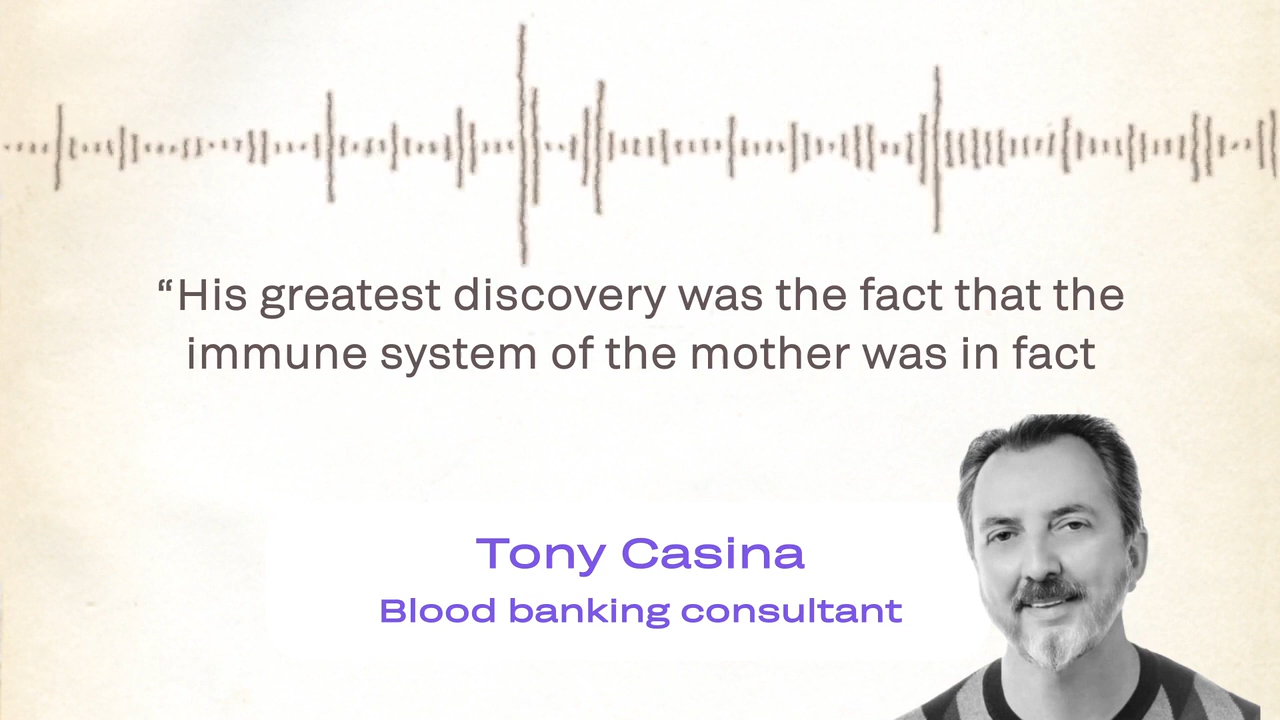 “His greatest discovery was the fact that the
immune system of the mother was in fact
Tony Casina
Blood banking consultant